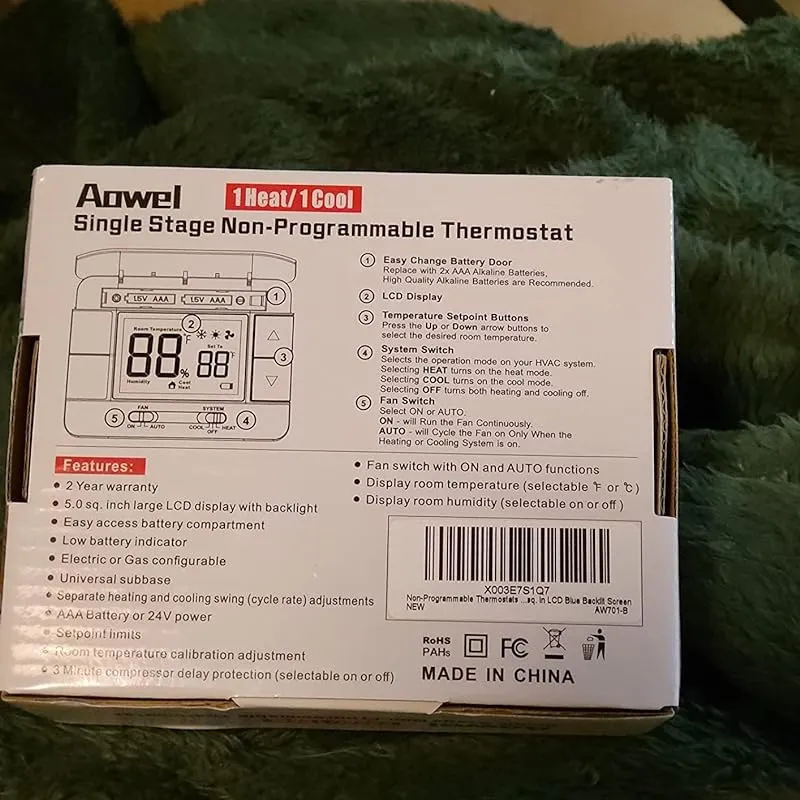 Aowel 1Heat/1Cool
Single Stage Non-Programmable Thermostat
1.5V AAA 1.5V AAA 1
2
Room Temperature °F
88 %
Set To
88 °F
Humidity Cool
Heat
3
5 FAN
ON AUTO
SYSTEM
COOL OFF HEAT
4
1 Easy Change Battery Door
Replace with 2x AAA Alkaline Batteries,
High Quality Alkaline Batteries are Recommended.
2 LCD Display
3 Temperature Setpoint Buttons
Press the Up or Down arrow buttons to
select the desired room temperature.
4 System Switch
Selects the operation mode on your HVAC system.
Selecting HEAT turns on the heat mode.
Selecting COOL turns on the cool mode.
Selecting OFF turns both heating and cooling off.
5 Fan Switch
Select ON or AUTO.
ON - will Run the Fan Continuously.
AUTO - will Cycle the Fan on Only When the
Heating or Cooling System is on.
Features:
• 2 Year warranty
• 5.0 sq. inch large LCD display with backlight
• Easy access battery compartment
• Low battery indicator
• Electric or Gas configurable
• Universal subbase
• Separate heating and cooling swing (cycle rate) adjustments
• AAA Battery or 24V power
• Setpoint limits
• Room temperature calibration adjustment
• 3 Minute compressor delay protection (selectable on or off)
• Fan switch with ON and AUTO functions
• Display room temperature (selectable °F or °C)
• Display room humidity (selectable on or off )
X003E7S1Q7
Non-Programmable Thermostats ...sq. in LCD Blue Backlit Screen
NEW AW701-B
RoHS
PAHs
FC
MADE IN CHINA